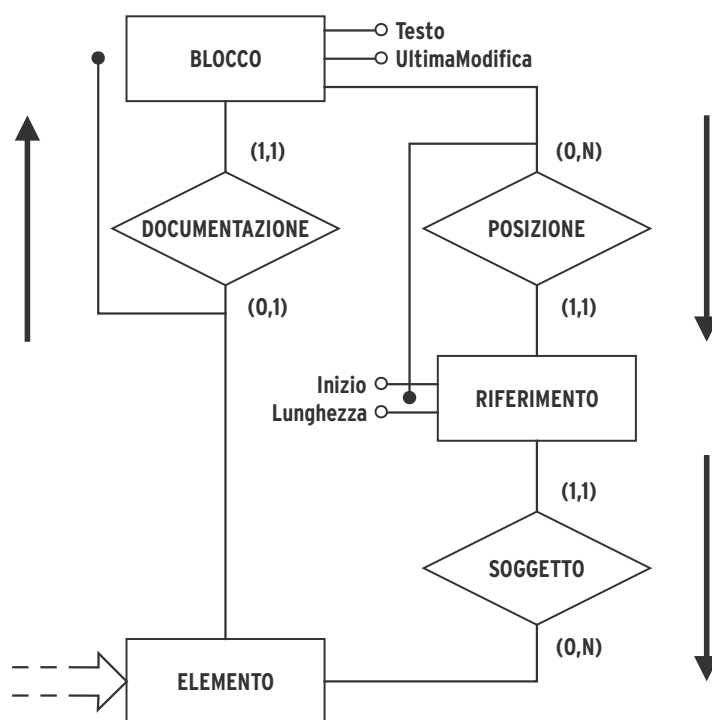 BLOCCO
Testo
UltimaModifica
(1,1)
(0,N)
DOCUMENTAZIONE
POSIZIONE
(0,1)
(1,1)
Inizio
Lunghezza
RIFERIMENTO
(1,1)
SOGGETTO
(0,N)
ELEMENTO